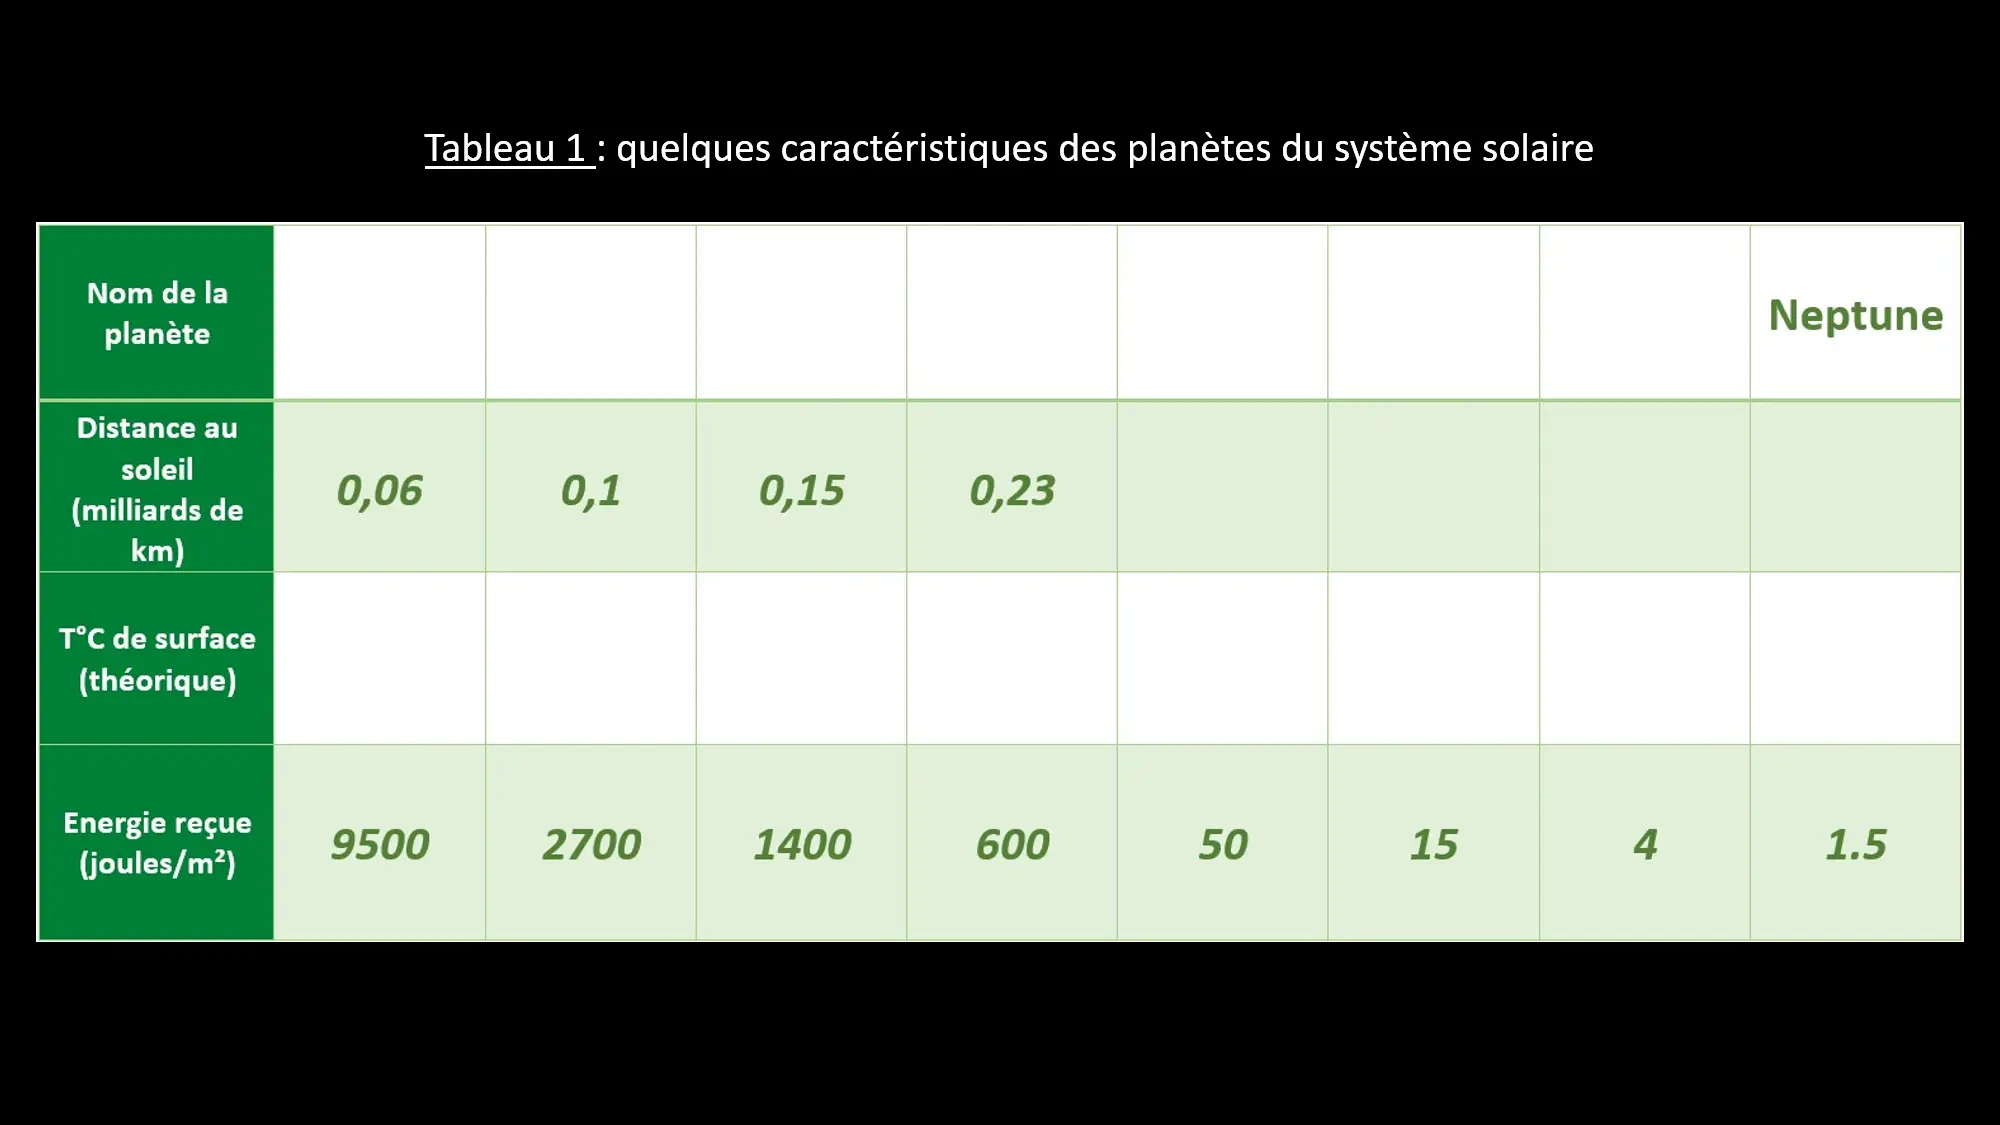 Tableau 1 : quelques caractéristiques des planètes du système solaire
Nom de la
planète
Neptune
Distance au
soleil
(milliards de
km)
0,06 0,1 0,15 0,23
T°C de surface
(théorique)
Energie reçue
(joules/m²)
9500 2700 1400 600 50 15 4 1.5